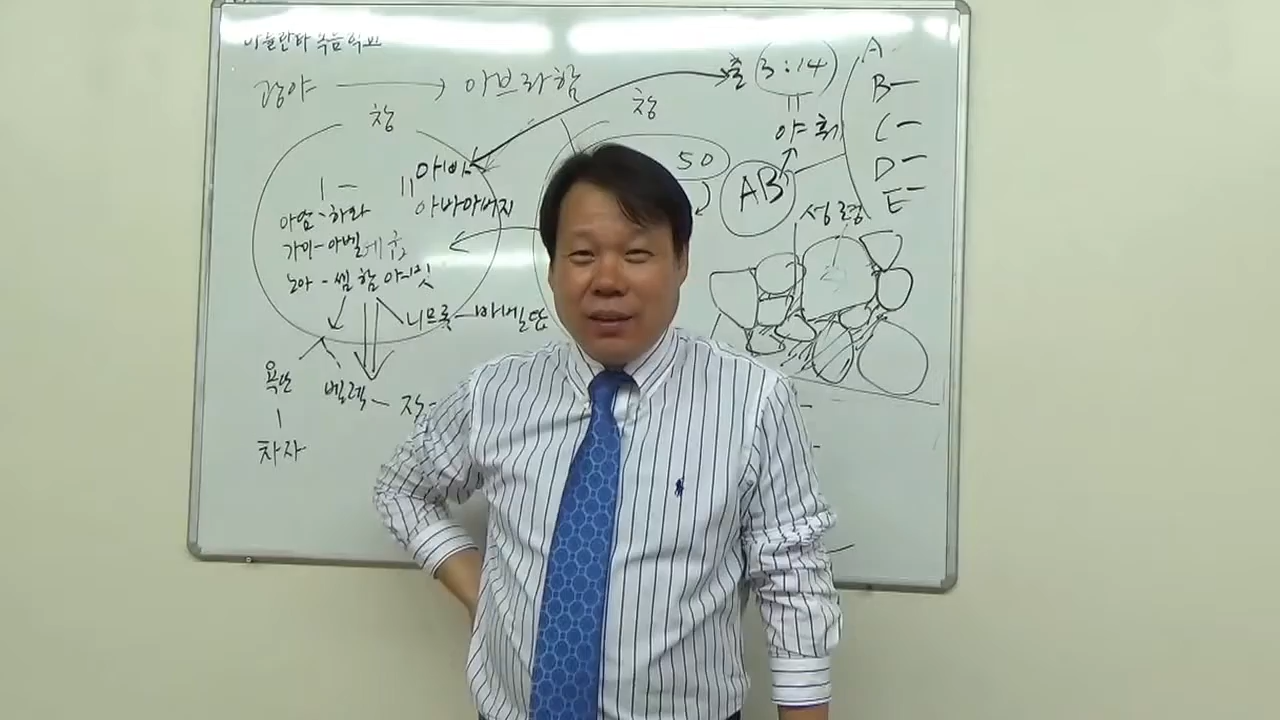 광야 → 아브라함
창
아빠
아바아버지
아담-하와
가인-아벨
노아-셈 함 야벳
니므롯-바벨탑
욕단
벨렉-
차자
창
50
출(3:14)
야훼
AB
성령
A-
B-
C-
D-
E-